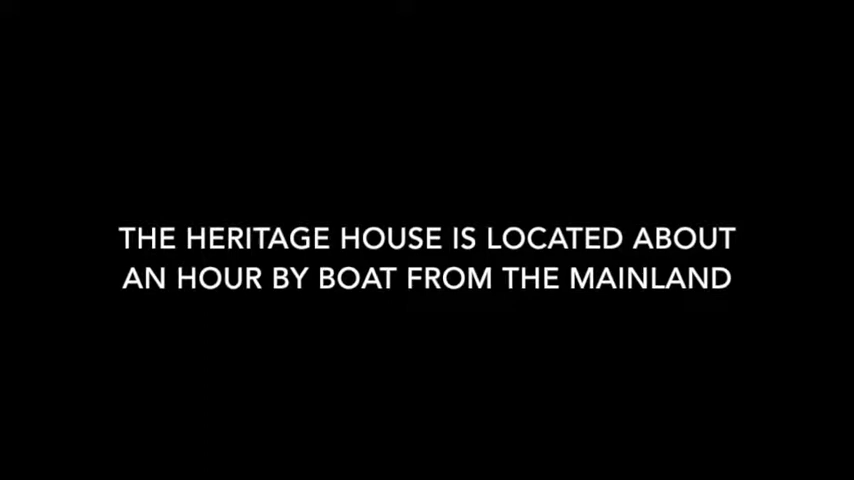 THE HERITAGE HOUSE IS LOCATED ABOUT
AN HOUR BY BOAT FROM THE MAINLAND